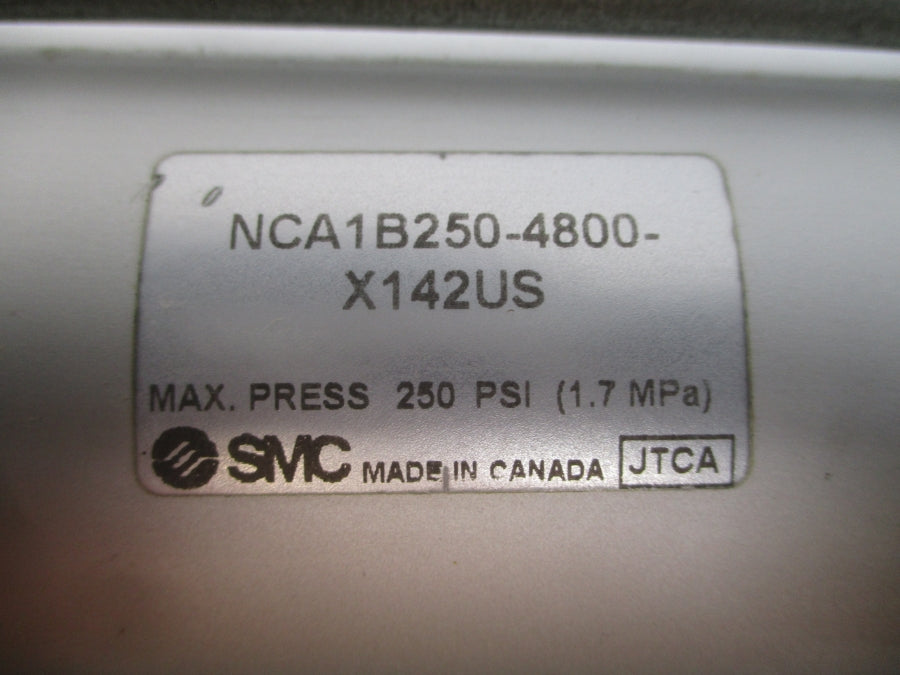 NCA1B250-4800-
X142US
MAX. PRESS 250 PSI (1.7 MPa)
SMC MADE IN CANADA JTCA